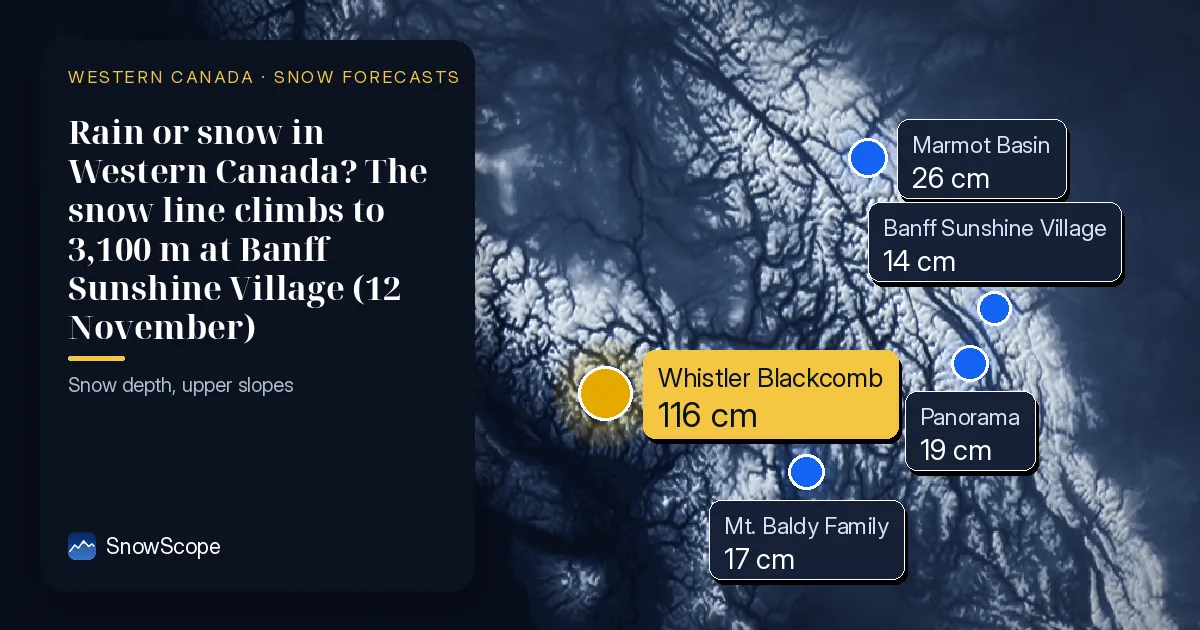 WESTERN CANADA · SNOW FORECASTS
Rain or snow in
Western Canada? The
snow line climbs to
3,100 m at Banff
Sunshine Village (12
November)
Snow depth, upper slopes
SnowScope
Marmot Basin
26 cm
Banff Sunshine Village
14 cm
Whistler Blackcomb
116 cm
Panorama
19 cm
Mt. Baldy Family
17 cm